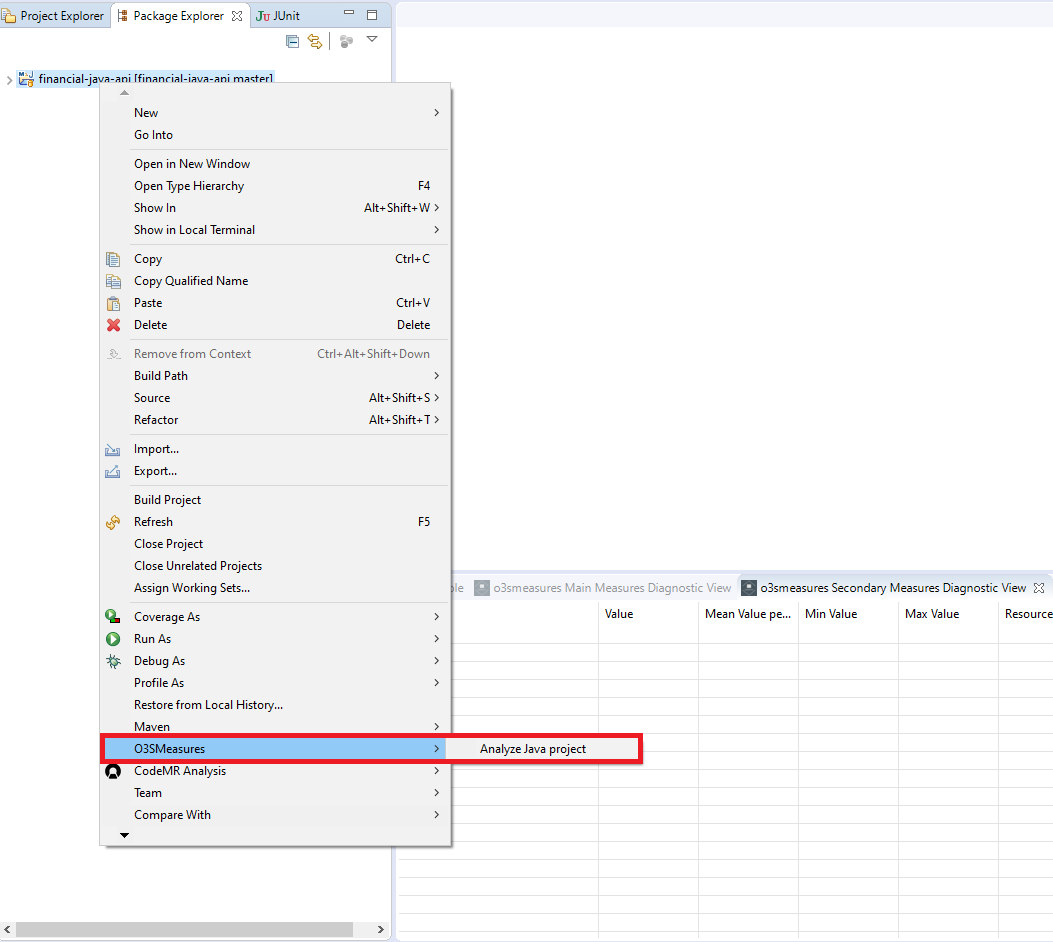 Project Explorer Package Explorer JUnit
financial-java-api [financial-java-api master]
New
Go Into
Open in New Window
Open Type Hierarchy F4
Show In Alt+Shift+W
Show in Local Terminal
Copy Ctrl+C
Copy Qualified Name
Paste Ctrl+V
Delete Delete
Remove from Context Ctrl+Alt+Shift+Down
Build Path
Source Alt+Shift+S
Refactor Alt+Shift+T
Import...
Export...
Build Project
Refresh F5
Close Project
Close Unrelated Projects
Assign Working Sets...
o3smeasures Main Measures Diagnostic View o3smeasures Secondary Measures Diagnostic View
Value Mean Value pe... Min Value Max Value Resource
Coverage As
Run As
Debug As
Profile As
Restore from Local History...
Maven
O3SMeasures Analyze Java project
CodeMR Analysis
Team
Compare With